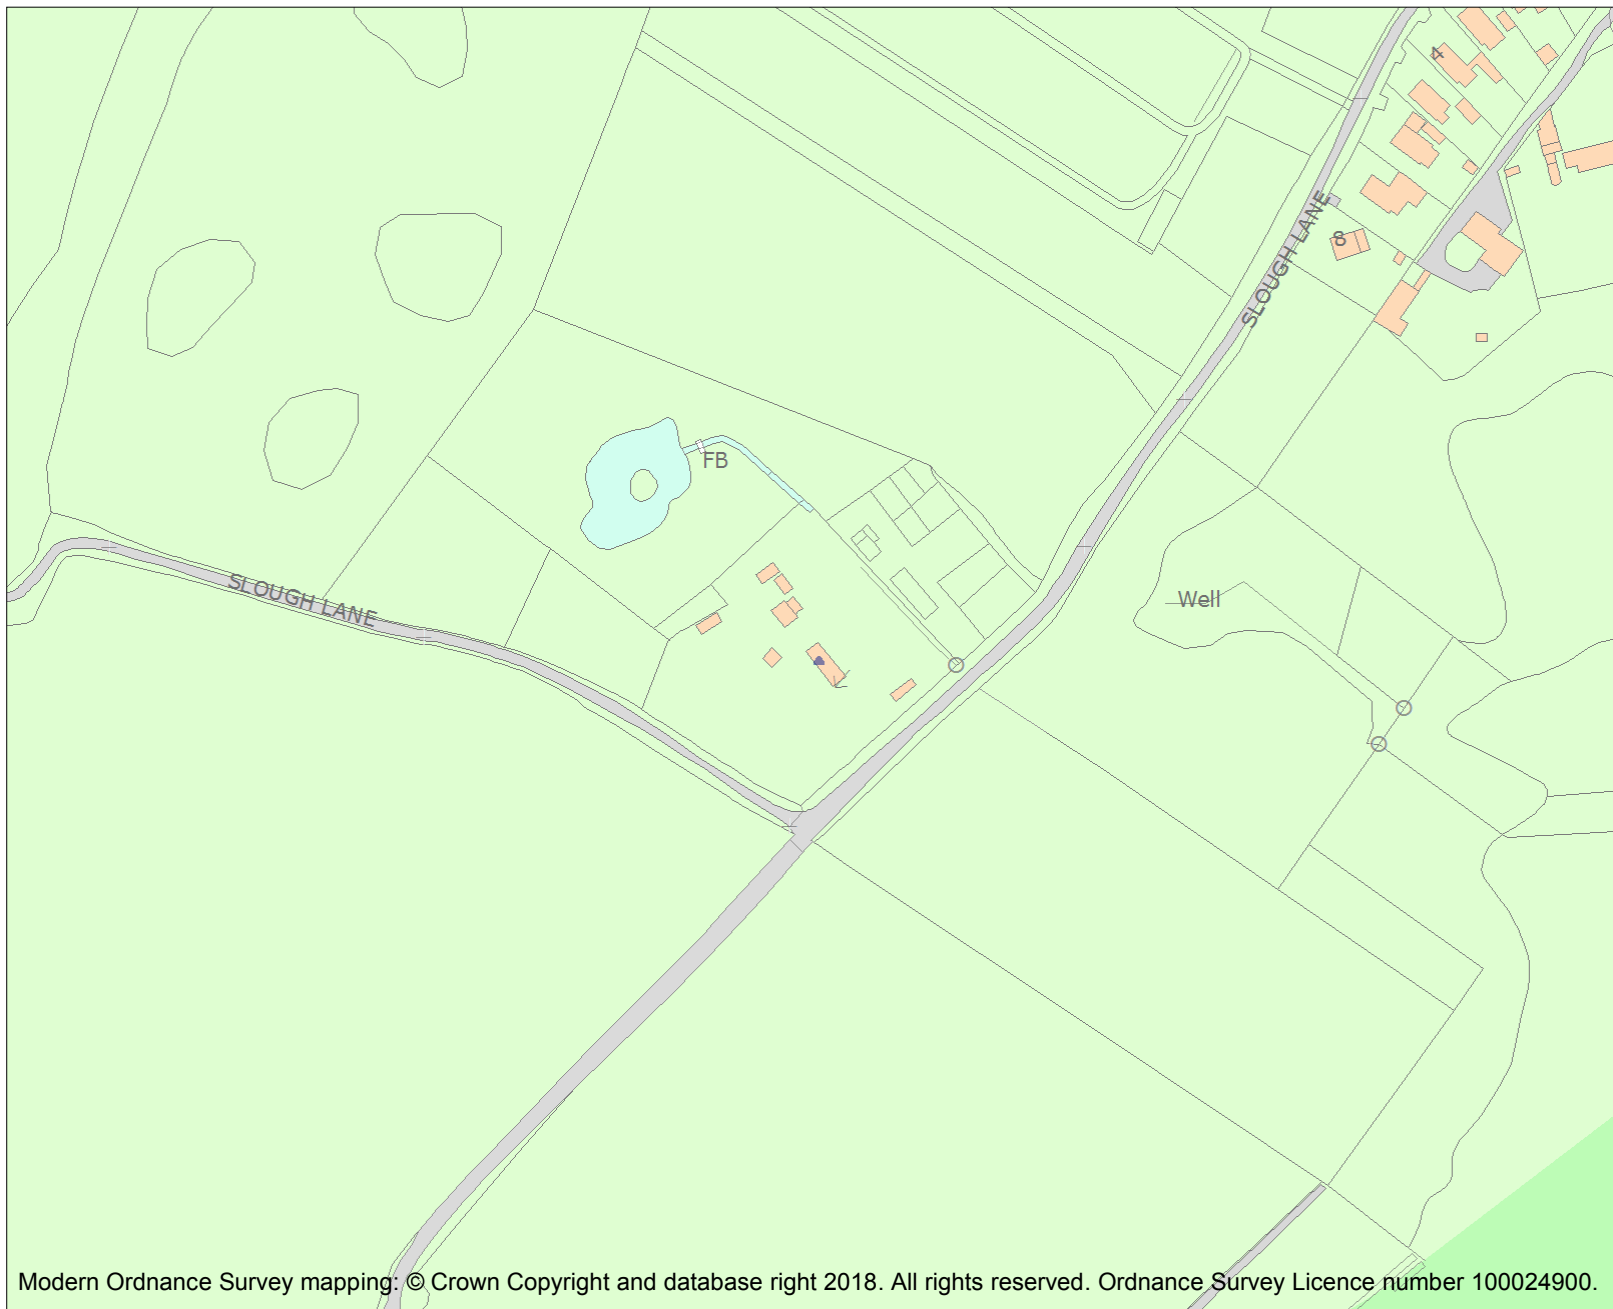 4
SLOUGH LANE
8
FB
SLOUGH LANE
Well
Modern Ordnance Survey mapping: © Crown Copyright and database right 2018. All rights reserved. Ordnance Survey Licence number 100024900.